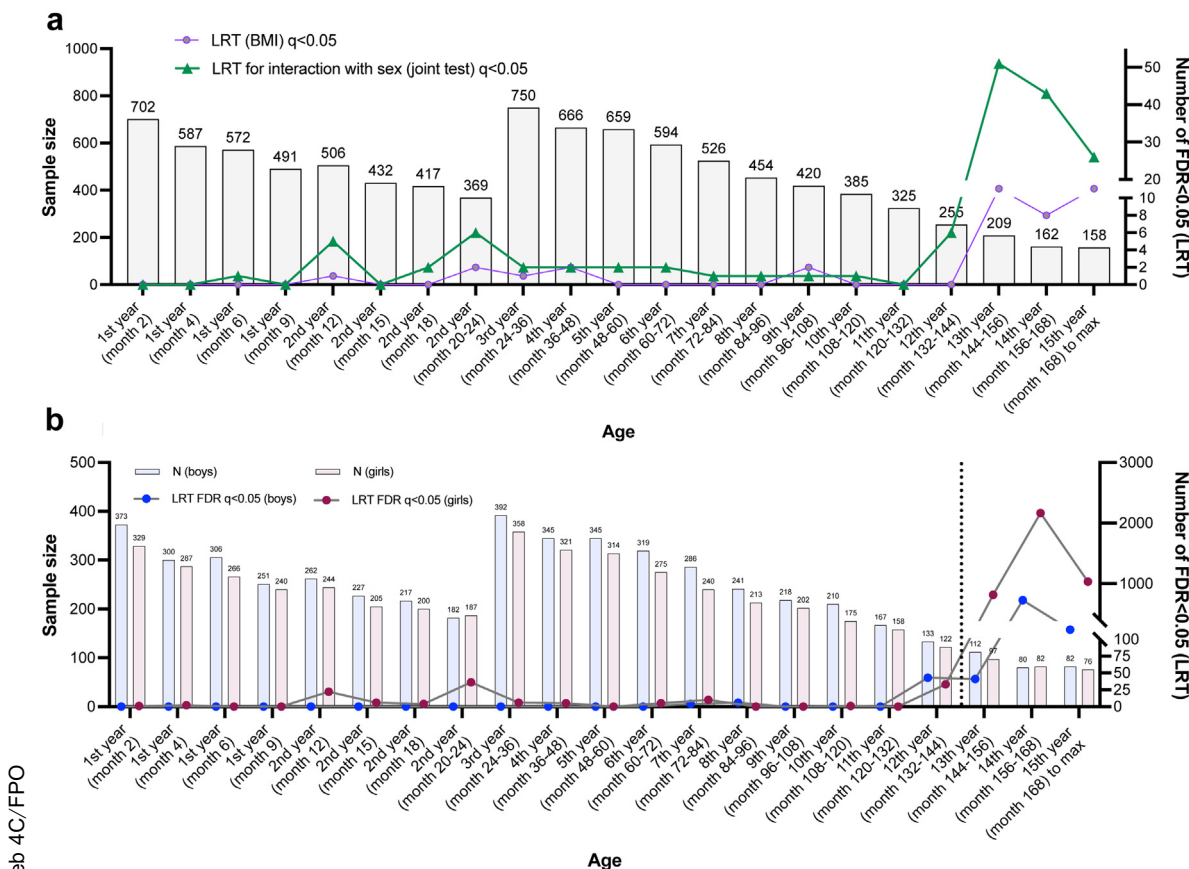 a
LRT (BMI) q<0.05
LRT for interaction with sex (joint test) q<0.05
Sample size
1000
800
600
400
200
0
702
587
572
491
506
432
417
369
750
666
659
594
526
454
420
385
325
255
209
162
158
50
40
30
20
10
8
6
4
2
0
Number of FDR<0.05 (LRT)
1st year
(month 2)
1st year
(month 4)
1st year
(month 6)
1st year
(month 9)
2nd year
(month 12)
2nd year
(month 15)
2nd year
(month 18)
2nd year
(month 20-24)
3rd year
(month 24-36)
4th year
(month 36-48)
5th year
(month 48-60)
6th year
(month 60-72)
7th year
(month 72-84)
8th year
(month 84-96)
9th year
(month 96-108)
10th year
(month 108-120)
11th year
(month 120-132)
12th year
(month 132-144)
13th year
(month 144-156)
14th year
(month 156-168)
15th year
(month 168) to max
Age
b
N (boys)
N (girls)
LRT FDR q<0.05 (boys)
LRT FDR q<0.05 (girls)
Sample size
500
400
300
200
100
0
373
329
300
287
306
266
251
240
262
244
227
205
217
200
182
187
392
358
345
321
345
314
319
275
286
240
241
213
218
202
210
175
167
158
133
122
112
97
80
82
82
76
3000
2000
1000
100
75
50
25
0
Number of FDR<0.05 (LRT)
1st year
(month 2)
1st year
(month 4)
1st year
(month 6)
1st year
(month 9)
2nd year
(month 12)
2nd year
(month 15)
2nd year
(month 18)
2nd year
(month 20-24)
3rd year
(month 24-36)
4th year
(month 36-48)
5th year
(month 48-60)
6th year
(month 60-72)
7th year
(month 72-84)
8th year
(month 84-96)
9th year
(month 96-108)
10th year
(month 108-120)
11th year
(month 120-132)
12th year
(month 132-144)
13th year
(month 144-156)
14th year
(month 156-168)
15th year
(month 168) to max
Age
eb 4C/FPO